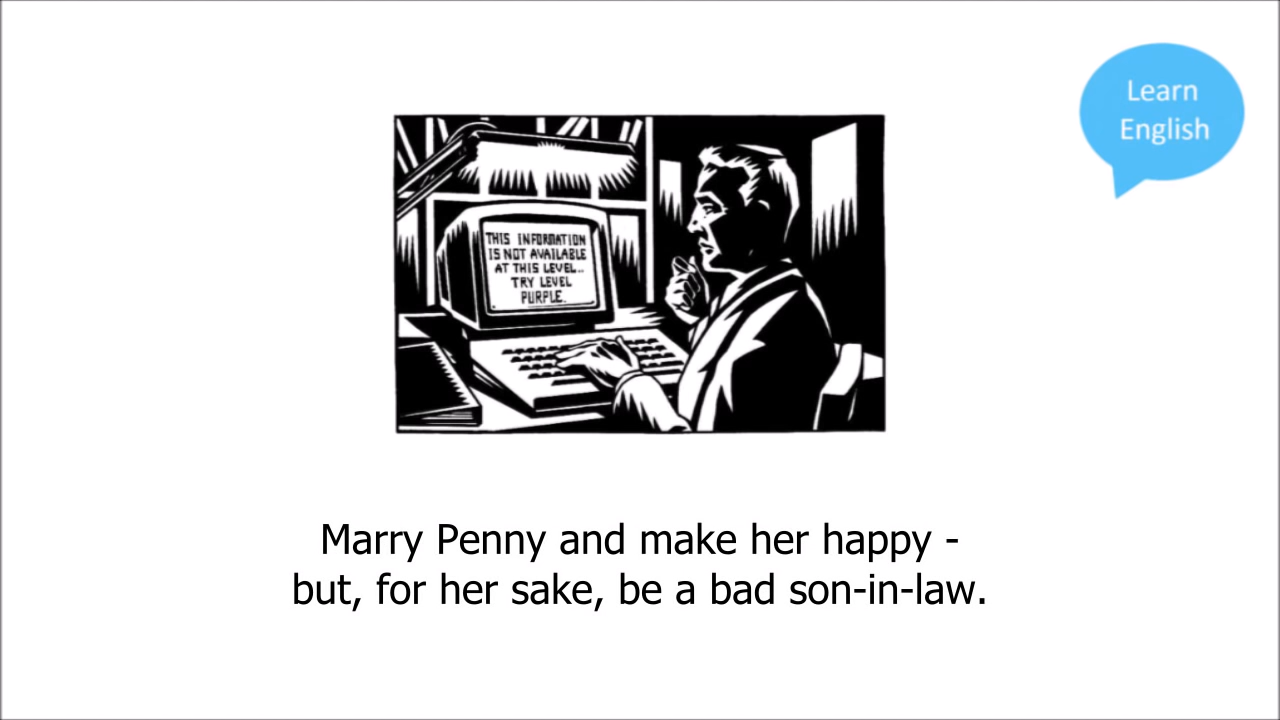 Learn
English
THIS INFORMATION
IS NOT AVAILABLE
AT THIS LEVEL..
TRY LEVEL
PURPLE.
Marry Penny and make her happy -
but, for her sake, be a bad son-in-law.